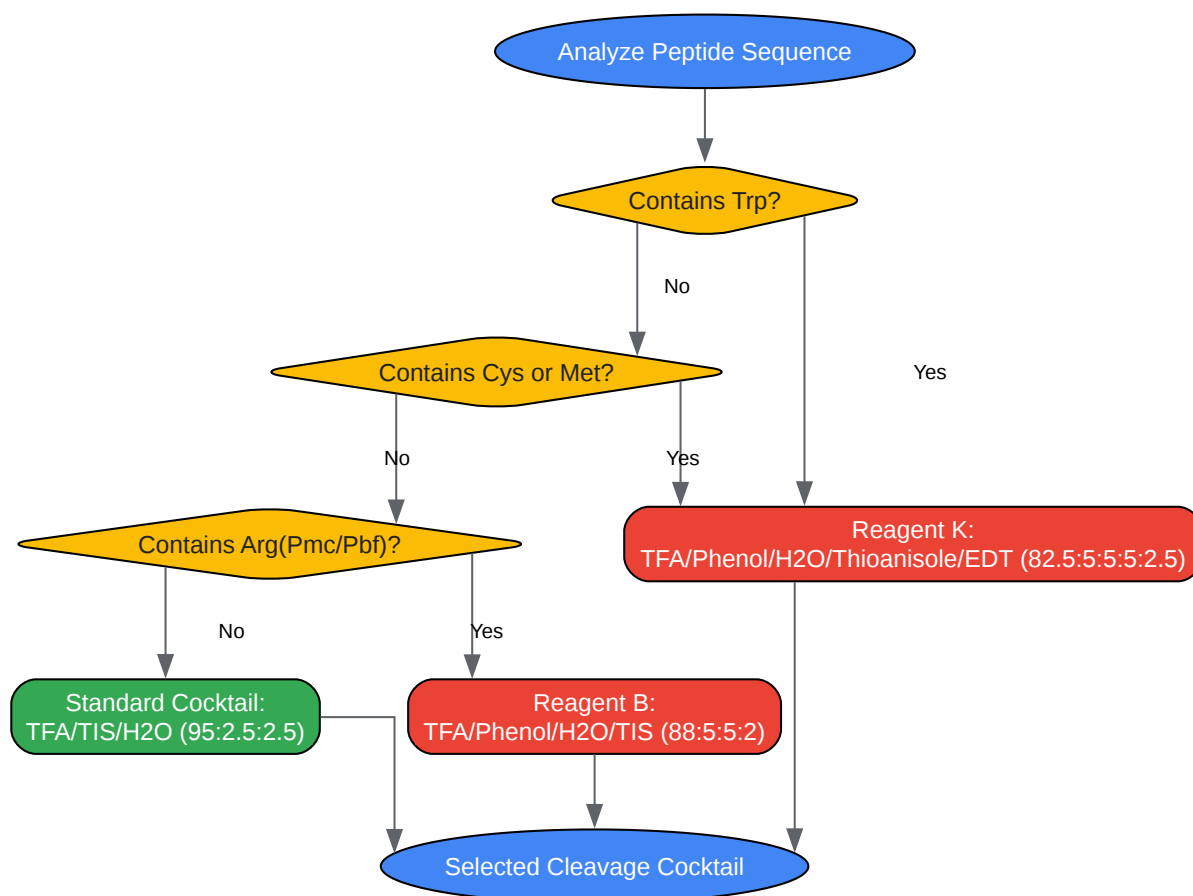 Analyze Peptide Sequence
Contains Trp?
No
Contains Cys or Met?
Yes
No
Yes
Contains Arg(Pmc/Pbf)?
Reagent K:
TFA/Phenol/H2O/Thioanisole/EDT (82.5:5:5:5:2.5)
No
Yes
Standard Cocktail:
TFA/TIS/H2O (95:2.5:2.5)
Reagent B:
TFA/Phenol/H2O/TIS (88:5:5:2)
Selected Cleavage Cocktail